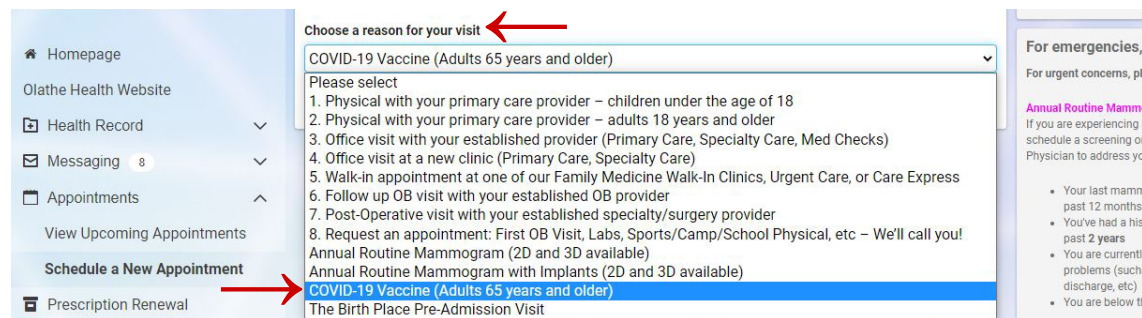 Homepage
Olathe Health Website
Health Record
Messaging 8
Appointments
View Upcoming Appointments
Schedule a New Appointment
Prescription Renewal
Choose a reason for your visit
COVID-19 Vaccine (Adults 65 years and older)
Please select
1. Physical with your primary care provider – children under the age of 18
2. Physical with your primary care provider – adults 18 years and older
3. Office visit with your established provider (Primary Care, Specialty Care, Med Checks)
4. Office visit at a new clinic (Primary Care, Specialty Care)
5. Walk-in appointment at one of our Family Medicine Walk-In Clinics, Urgent Care, or Care Express
6. Follow up OB visit with your established OB provider
7. Post-Operative visit with your established specialty/surgery provider
8. Request an appointment: First OB Visit, Labs, Sports/Camp/School Physical, etc – We’ll call you!
Annual Routine Mammogram (2D and 3D available)
Annual Routine Mammogram with Implants (2D and 3D available)
COVID-19 Vaccine (Adults 65 years and older)
The Birth Place Pre-Admission Visit
For emergencies,
For urgent concerns, pl
Annual Routine Mamm
If you are experiencing
schedule a screening o
Physician to address yo
• Your last mamm
past 12 months
• You've had a his
past 2 years
• You are currentl
problems (such
discharge, etc)
• You are below t